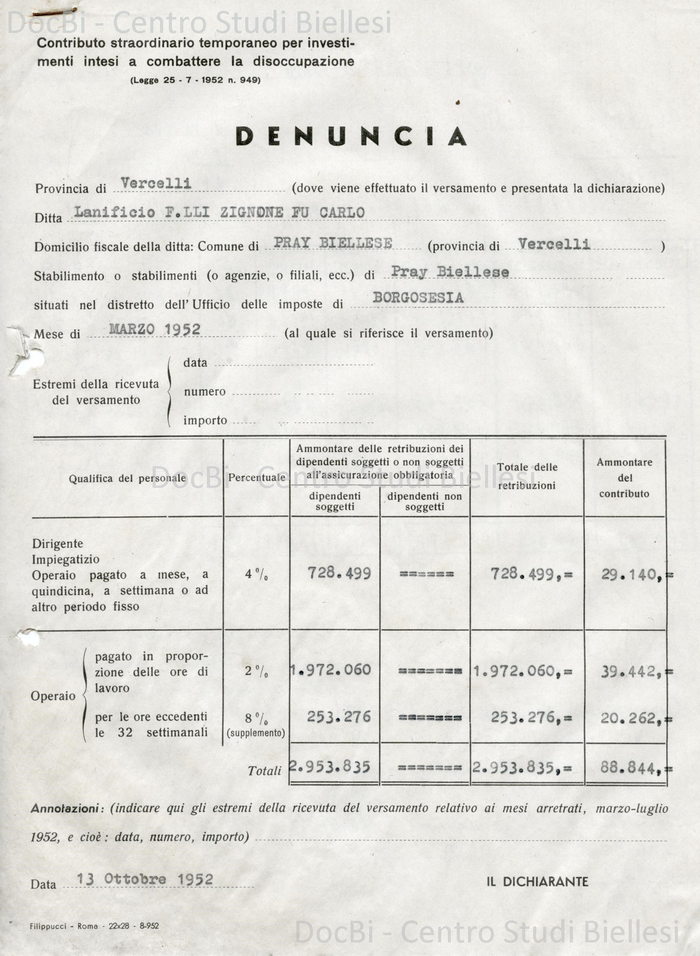 DocBi - Centro Studi Biellesi
Contributo straordinario temporaneo per investi-
menti intesi a combattere la disoccupazione
(Legge 25 - 7 - 1952 n. 949)
DENUNCIA
Provincia di Vercelli (dove viene effettuato il versamento e presentata la dichiarazione)
Ditta Lanificio F.LLI ZIGNONE FU CARLO
Domicilio fiscale della ditta: Comune di PRAY BIELLESE (provincia di Vercelli )
Stabilimento o stabilimenti (o agenzie, o filiali, ecc.) di Pray Biellese
situati nel distretto dell'Ufficio delle imposte di BORGOSESIA
Mese di MARZO 1952 (al quale si riferisce il versamento)
Estremi della ricevuta
del versamento
data
numero
importo
Qualifica del personale
Percentuale
Ammontare delle retribuzioni dei
dipendenti soggetti o non soggetti
all'assicurazione obbligatoria
dipendenti
soggetti
dipendenti non
soggetti
Totale delle
retribuzioni
Ammontare
del
contributo
DocBi - Centro Studi Biellesi
Dirigente
Impiegatizio
Operaio pagato a mese, a
quindicina, a settimana o ad
altro periodo fisso
4 % 728.499 ====== 728.499,= 29.140,=
Operaio
pagato in propor-
zione delle ore di
lavoro
2 % 1.972.060 ======= 1.972.060,= 39.442,=
per le ore eccedenti
le 32 settimanali
8 % 253.276 ======= 253.276,= 20.262,=
(supplemento)
Totali 2.953.835 ======= 2.953.835,= 88.844,=
Annotazioni: (indicare qui gli estremi della ricevuta del versamento relativo ai mesi arretrati, marzo-luglio
1952, e cioè: data, numero, importo)
Data 13 Ottobre 1952
IL DICHIARANTE
Filippucci - Roma - 22x28 - 8-952
DocBi - Centro Studi Biellesi